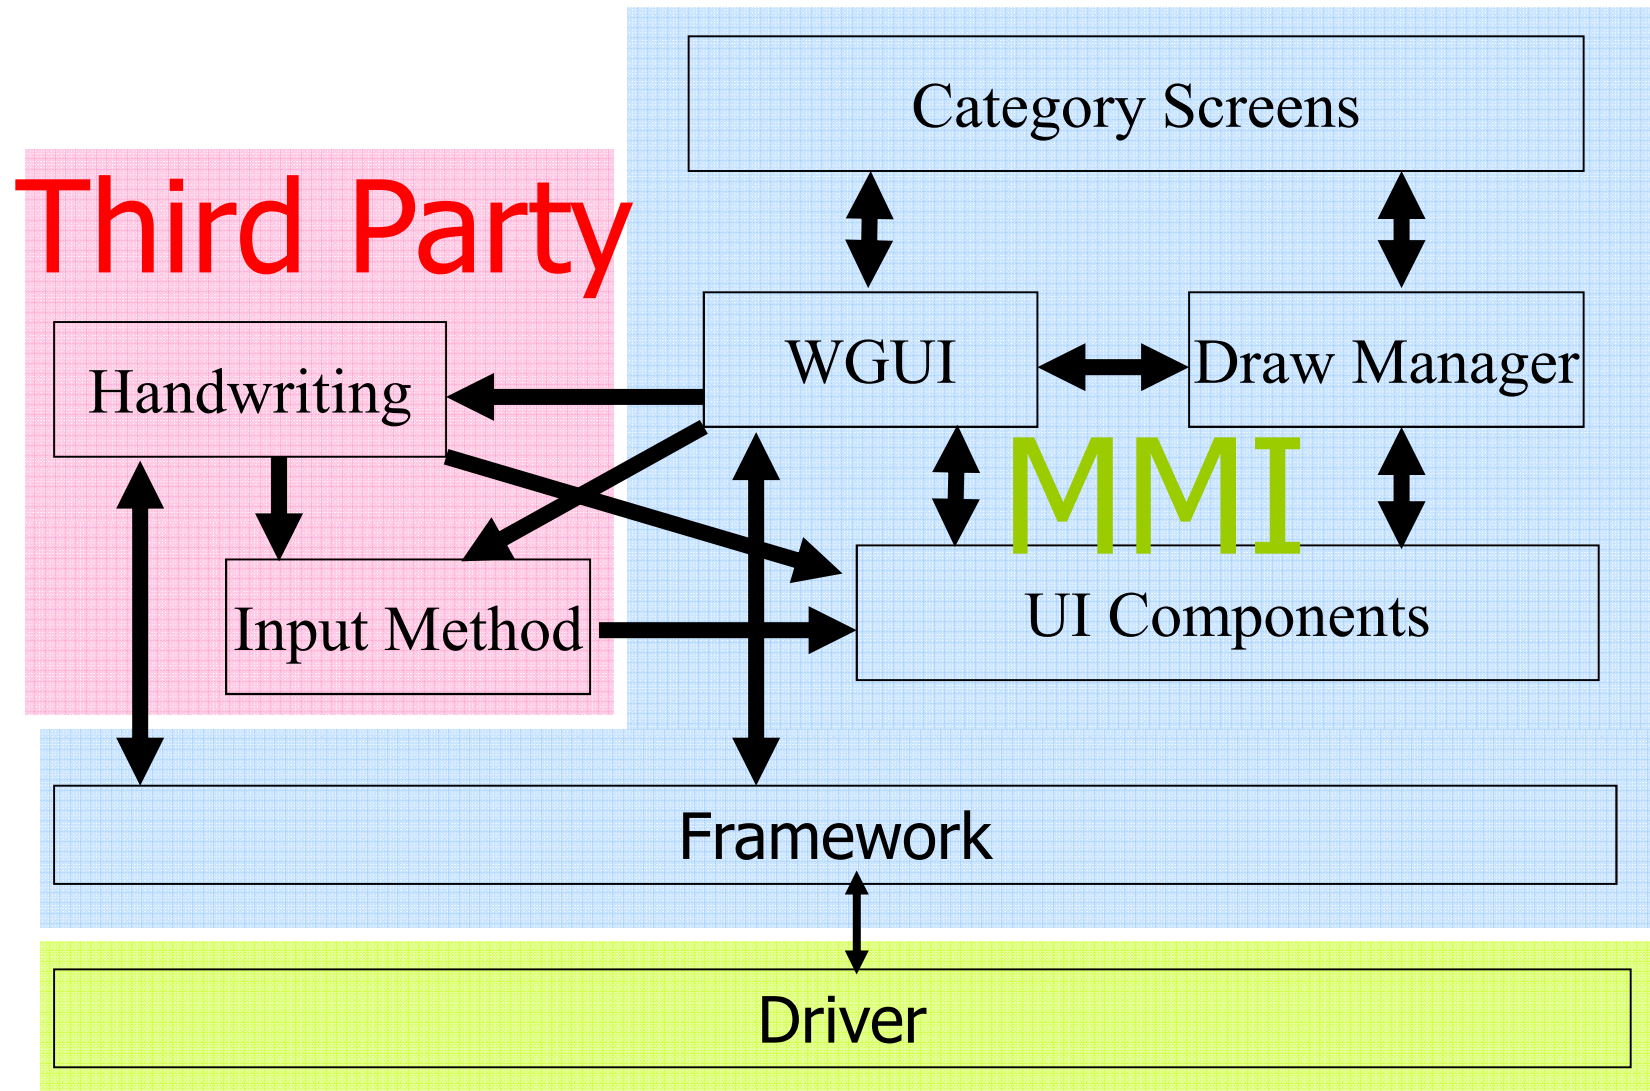 Category Screens
Third Party
Handwriting
WGUI
Draw Manager
MMI
Input Method
UI Components
Framework
Driver